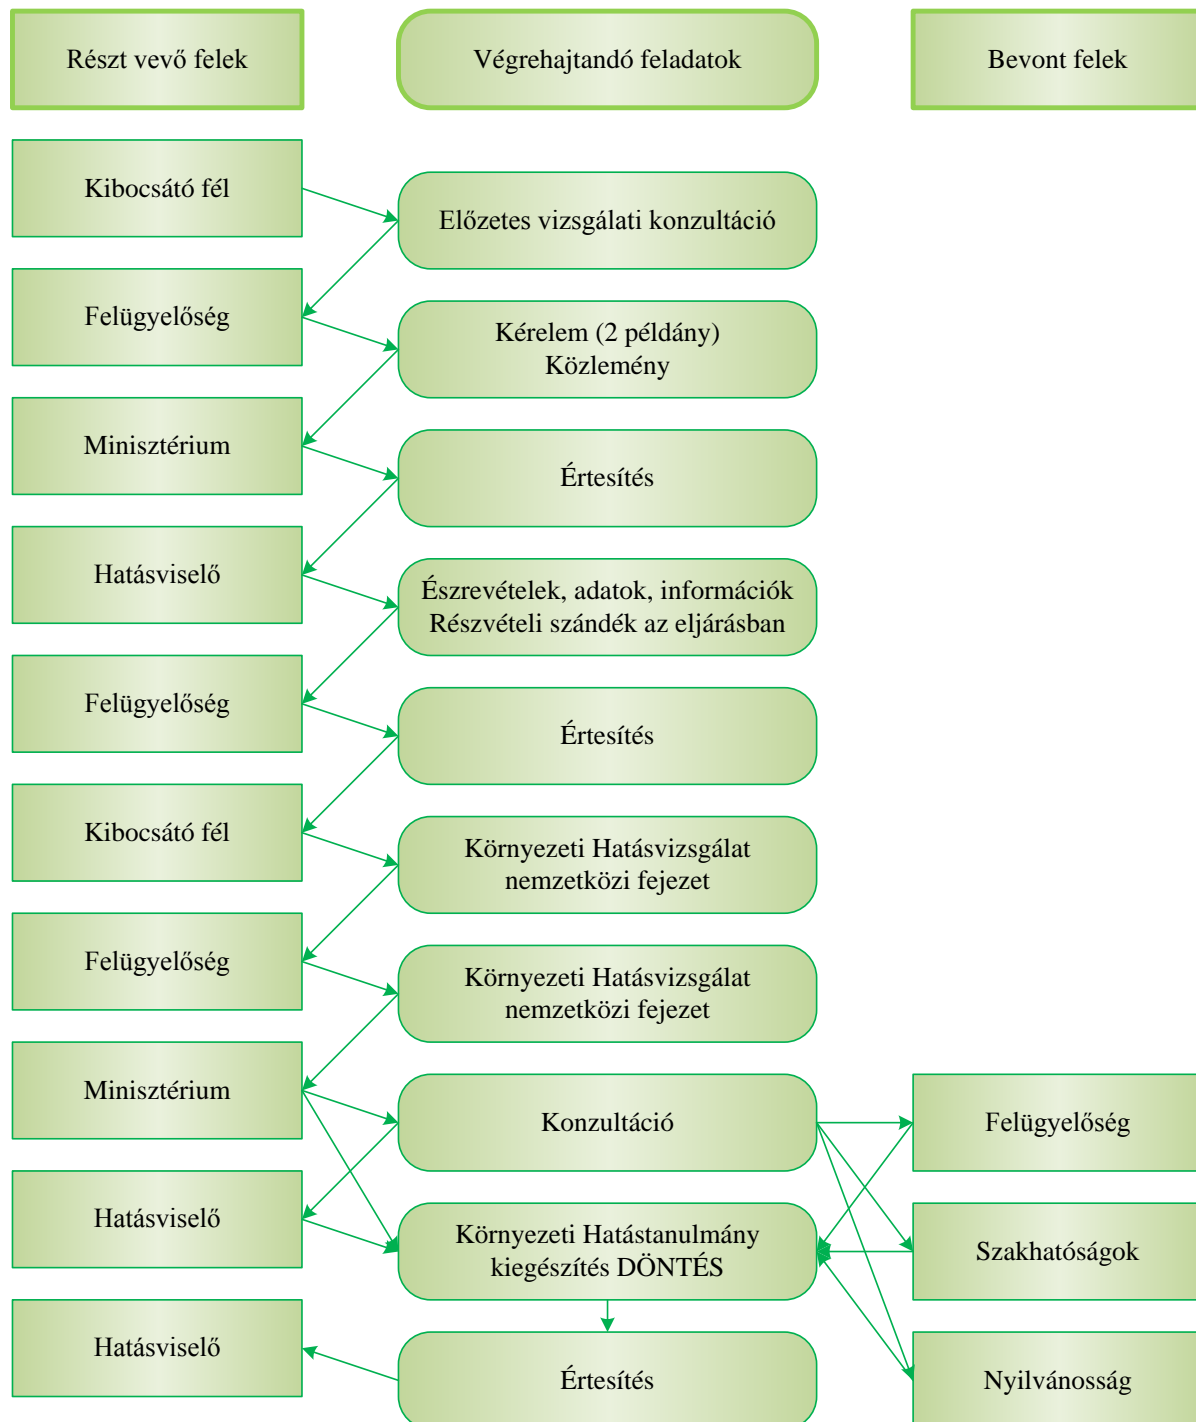 Részt vevő felek
Végrehajtandó feladatok
Bevont felek
Kibocsátó fél
Előzetes vizsgálati konzultáció
Felügyelőség
Kérelem (2 példány)
Közlemény
Minisztérium
Értesítés
Hatásviselő
Észrevételek, adatok, információk
Részvételi szándék az eljárásban
Felügyelőség
Értesítés
Kibocsátó fél
Környezeti Hatásvizsgálat
nemzetközi fejezet
Felügyelőség
Környezeti Hatásvizsgálat
nemzetközi fejezet
Minisztérium
Konzultáció
Felügyelőség
Hatásviselő
Környezeti Hatástanulmány
kiegészítés DÖNTÉS
Szakhatóságok
Hatásviselő
Értesítés
Nyilvánosság